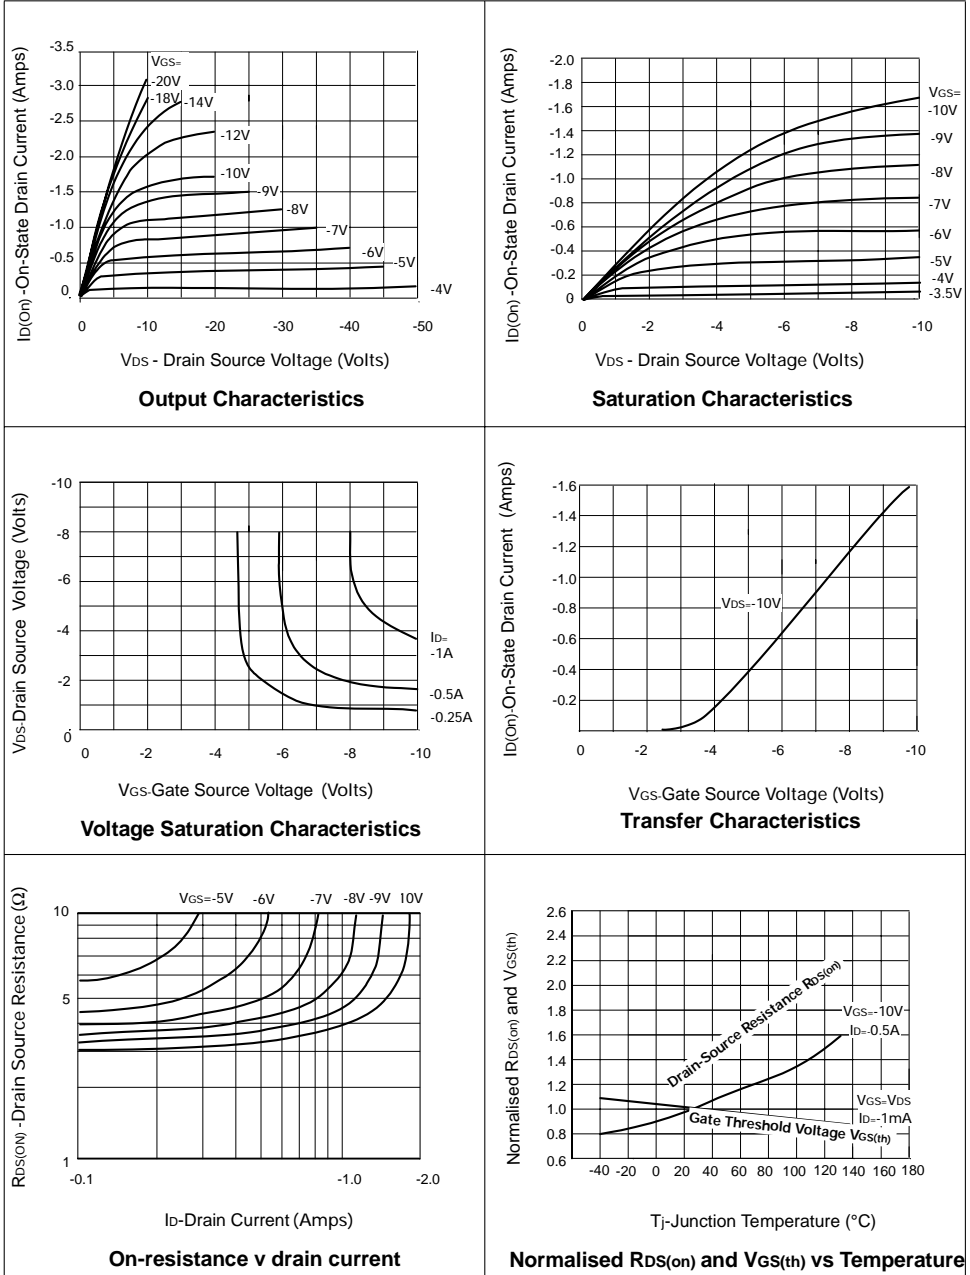 ID(On) -On-State Drain Current (Amps)
-3.5
-3.0
-2.5
-2.0
-1.5
-1.0
-0.5
0
VGS=
-20V
-18V
-14V
-12V
-10V
-9V
-8V
-7V
-6V
-5V
-4V
0 -10 -20 -30 -40 -50
VDS - Drain Source Voltage (Volts)
Output Characteristics
ID(On) -On-State Drain Current (Amps)
-2.0
-1.8
-1.6
-1.4
-1.2
-1.0
-0.8
-0.6
-0.4
-0.2
0
VGS=
-10V
-9V
-8V
-7V
-6V
-5V
-4V
-3.5V
0 -2 -4 -6 -8 -10
VDS - Drain Source Voltage (Volts)
Saturation Characteristics
VDS-Drain Source Voltage (Volts)
-10
-8
-6
-4
-2
0
ID=
-1A
-0.5A
-0.25A
0 -2 -4 -6 -8 -10
VGS-Gate Source Voltage (Volts)
Voltage Saturation Characteristics
ID(On)-On-State Drain Current (Amps)
-1.6
-1.4
-1.2
-1.0
-0.8
-0.6
-0.4
-0.2
VDS=-10V
0 -2 -4 -6 -8 -10
VGS-Gate Source Voltage (Volts)
Transfer Characteristics
RDS(ON) -Drain Source Resistance (Ω)
VGS=-5V -6V -7V -8V -9V 10V
10
5
1
-0.1 -1.0 -2.0
ID-Drain Current (Amps)
On-resistance v drain current
Normalised RDS(on) and VGS(th)
2.6
2.4
2.2
2.0
1.8
1.6
1.4
1.2
1.0
0.8
0.6
Drain-Source Resistance RDS(on)
VGS=-10V
ID=-0.5A
VGS=VDS
ID=-1mA
Gate Threshold Voltage VGS(th)
-40 -20 0 20 40 60 80 100 120 140 160 180
Tj-Junction Temperature (°C)
Normalised RDS(on) and VGS(th) vs Temperature